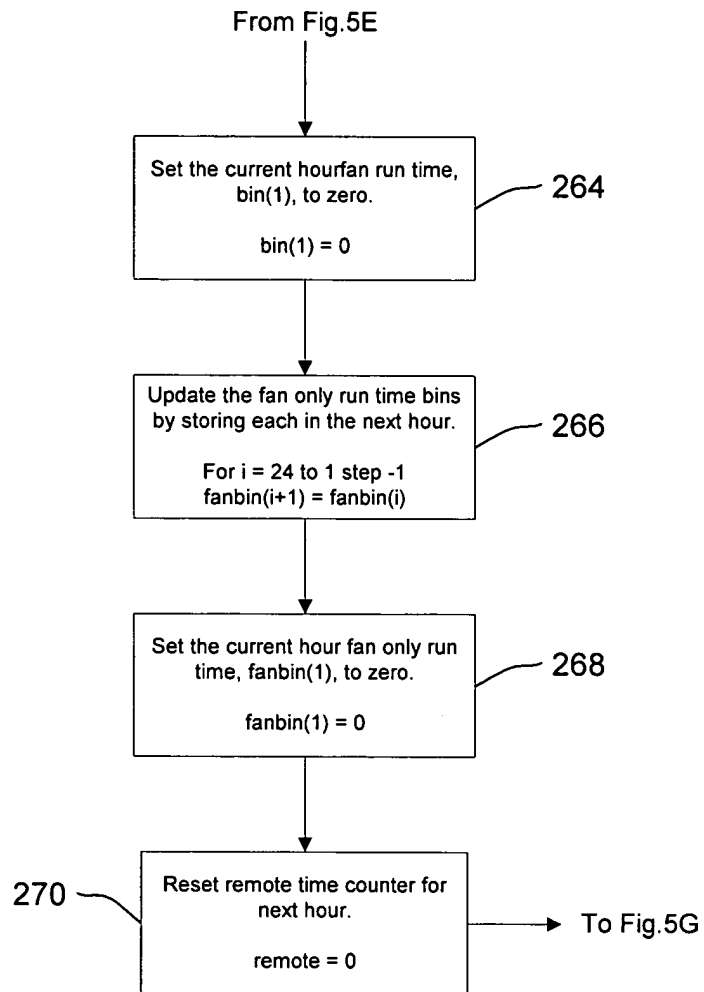 From Fig.5E
Set the current hourfan run time,
bin(1), to zero.
bin(1) = 0
264
Update the fan only run time bins
by storing each in the next hour.
For i = 24 to 1 step -1
fanbin(i+1) = fanbin(i)
266
Set the current hour fan only run
time, fanbin(1), to zero.
fanbin(1) = 0
268
270
Reset remote time counter for
next hour.
remote = 0
To Fig.5G